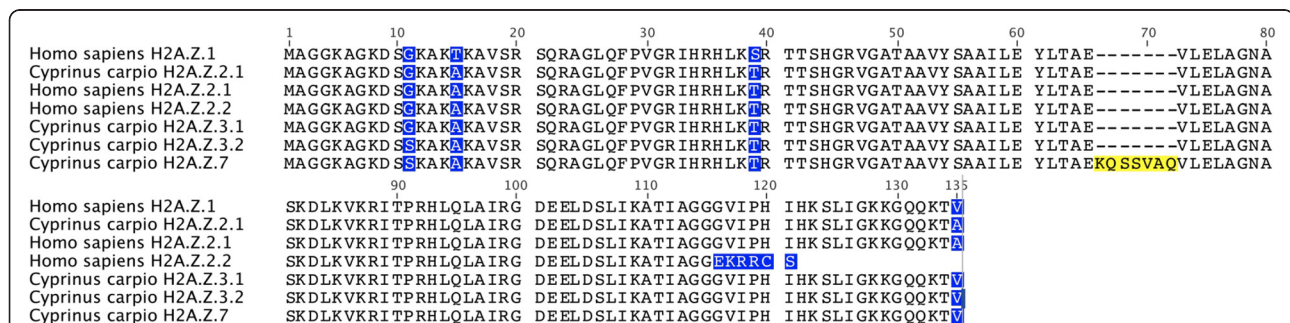 1 10 20 30 40 50 60 70 80
Homo sapiens H2A.Z.1 MAGGKAGKDSGKAKTKAVSR SQRAGLQFPVGRIHRHLKSR TTSHGRVGATAAVYSAAILE YLTAE-------VLELAGNA
Cyprinus carpio H2A.Z.2.1 MAGGKAGKDSGKAKAKAVSR SQRAGLQFPVGRIHRHLKTR TTSHGRVGATAAVYSAAILE YLTAE-------VLELAGNA
Homo sapiens H2A.Z.2.1 MAGGKAGKDSGKAKAKAVSR SQRAGLQFPVGRIHRHLKTR TTSHGRVGATAAVYSAAILE YLTAE-------VLELAGNA
Homo sapiens H2A.Z.2.2 MAGGKAGKDSGKAKAKAVSR SQRAGLQFPVGRIHRHLKTR TTSHGRVGATAAVYSAAILE YLTAE-------VLELAGNA
Cyprinus carpio H2A.Z.3.1 MAGGKAGKDSGKAKAKAVSR SQRAGLQFPVGRIHRHLKTR TTSHGRVGATAAVYSAAILE YLTAE-------VLELAGNA
Cyprinus carpio H2A.Z.3.2 MAGGKAGKDSSKAKAKAVSR SQRAGLQFPVGRIHRHLKTR TTSHGRVGATAAVYSAAILE YLTAE-------VLELAGNA
Cyprinus carpio H2A.Z.7 MAGGKAGKDSSKAKAKAVSR SQRAGLQFPVGRIHRHLKTR TTSHGRVGATAAVYSAAILE YLTAEKQSSVAQVLELAGNA
90 100 110 120 130 135
Homo sapiens H2A.Z.1 SKDLKVKRITPRHLQLAIRG DEELDSLIKATIAGGGVIPH IHKSLIGKKGQQKTV
Cyprinus carpio H2A.Z.2.1 SKDLKVKRITPRHLQLAIRG DEELDSLIKATIAGGGVIPH IHKSLIGKKGQQKTA
Homo sapiens H2A.Z.2.1 SKDLKVKRITPRHLQLAIRG DEELDSLIKATIAGGGVIPH IHKSLIGKKGQQKTA
Homo sapiens H2A.Z.2.2 SKDLKVKRITPRHLQLAIRG DEELDSLIKATIAGGEKRRC S
Cyprinus carpio H2A.Z.3.1 SKDLKVKRITPRHLQLAIRG DEELDSLIKATIAGGGVIPH IHKSLIGKKGQQKTV
Cyprinus carpio H2A.Z.3.2 SKDLKVKRITPRHLQLAIRG DEELDSLIKATIAGGGVIPH IHKSLIGKKGQQKTV
Cyprinus carpio H2A.Z.7 SKDLKVKRITPRHLQLAIRG DEELDSLIKATIAGGGVIPH IHKSLIGKKGQQKTV